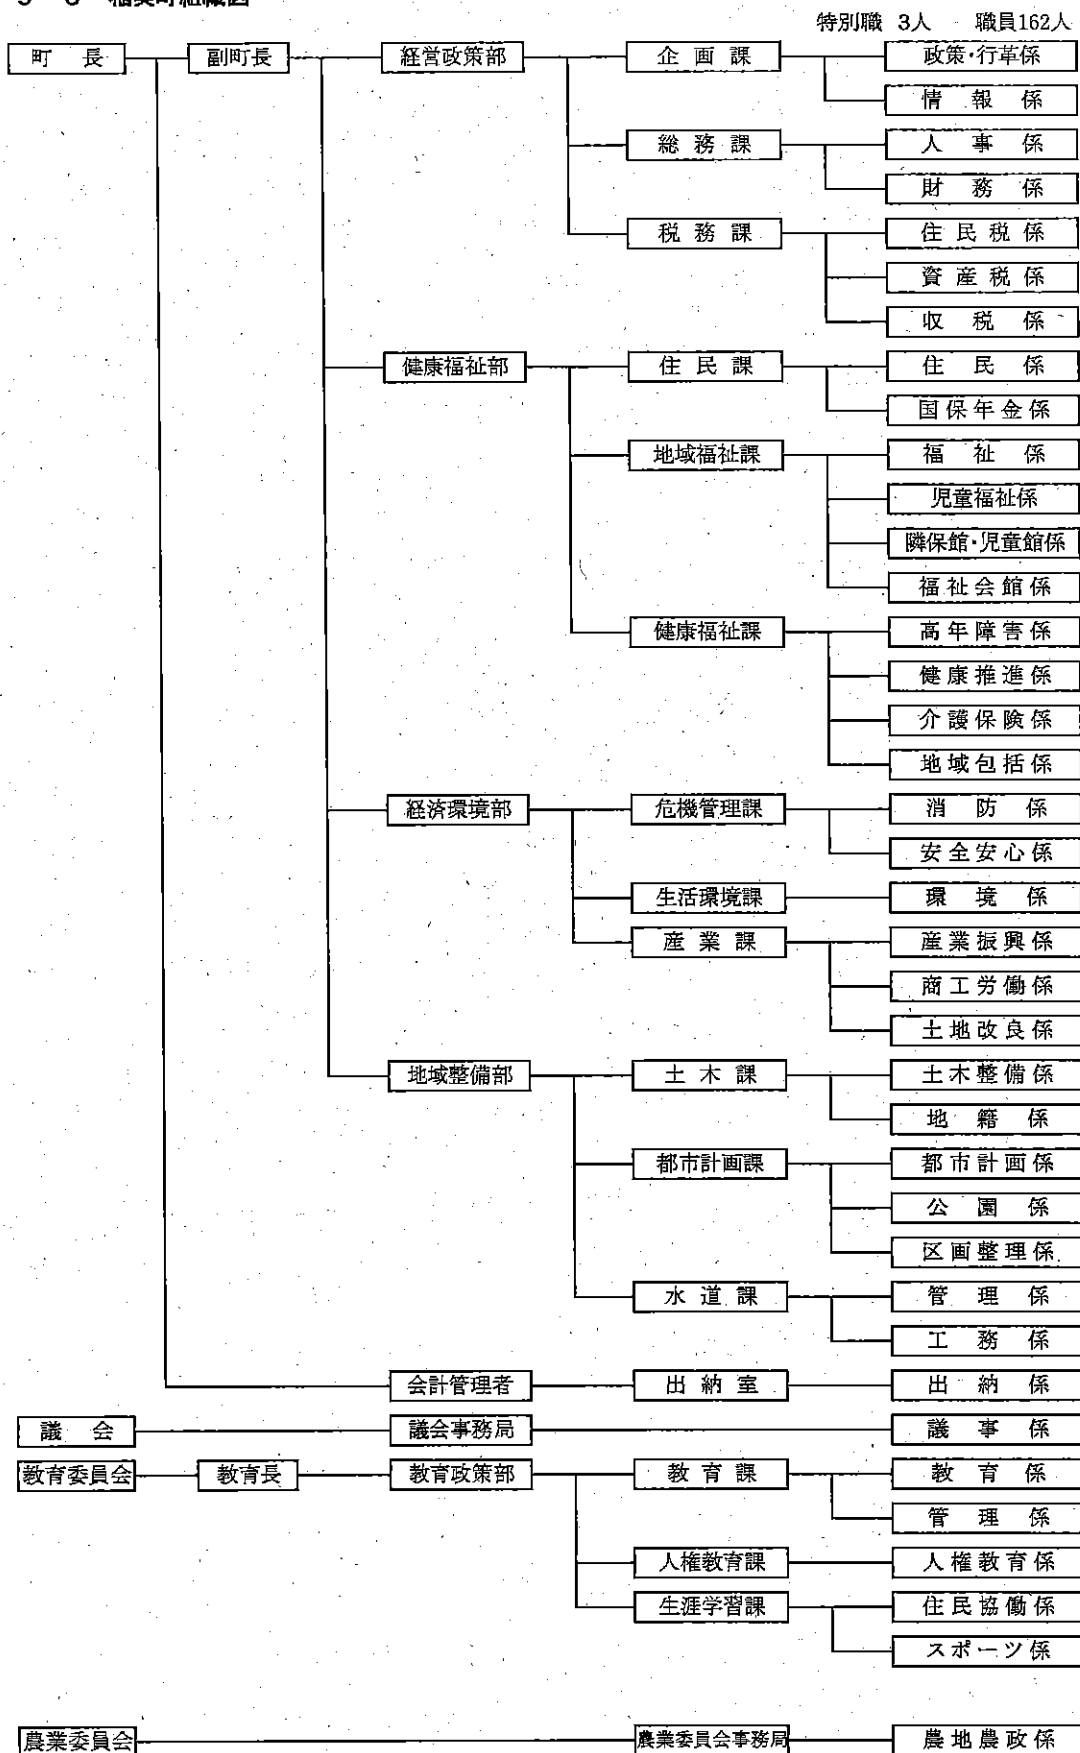 特別職 3人 職員162人
町長 副町長 経営政策部 企画課 政策・行革係
情報係
総務課 人事係
財務係
税務課 住民税係
資産税係
収税係
健康福祉部 住民課 住民係
国保年金係
地域福祉課 福祉係
児童福祉係
隣保館・児童館係
福祉会館係
健康福祉課 高年障害係
健康推進係
介護保険係
地域包括係
経済環境部 危機管理課 消防係
安全安心係
生活環境課 環境係
産業課 産業振興係
商工労働係
土地改良係
地域整備部 土木課 土木整備係
地籍係
都市計画課 都市計画係
公園係
区画整理係
水道課 管理係
工務係
会計管理者 出納室 出納係
議会 議会事務局 議事係
教育委員会 教育長 教育政策部 教育課 教育係
管理係
人権教育課 人権教育係
生涯学習課 住民協働係
スポーツ係
農業委員会 農業委員会事務局 農地農政係